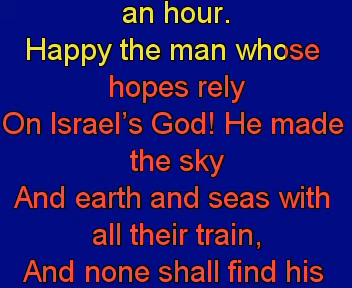 an hour.
Happy the man whose
hopes rely
On Israel’s God! He made
the sky
And earth and seas with
all their train,
And none shall find his